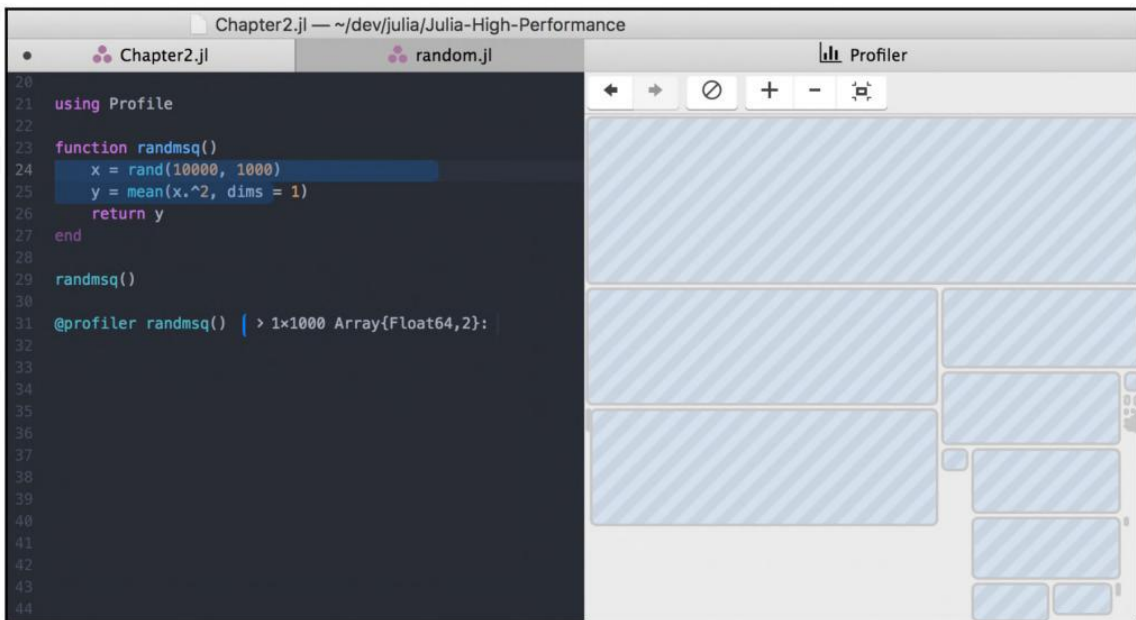 Chapter2.jl — ~/dev/julia/Julia-High-Performance
Chapter2.jl
random.jl
Profiler
20
21 using Profile
22
23 function randmsq()
24     x = rand(10000, 1000)
25     y = mean(x.^2, dims = 1)
26     return y
27 end
28
29 randmsq()
30
31 @profiler randmsq() > 1×1000 Array{Float64,2}:
32
33
34
35
36
37
38
39
40
41
42
43
44